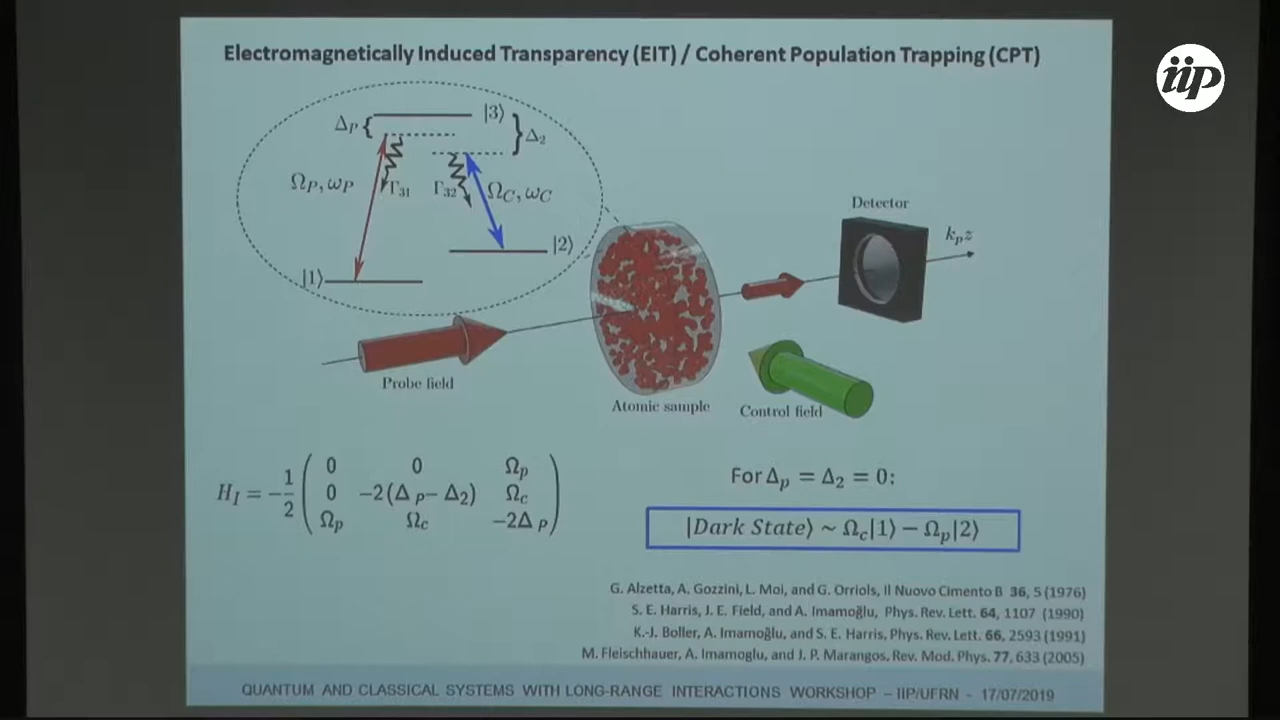 iip
Electromagnetically Induced Transparency (EIT) / Coherent Population Trapping (CPT)
|3⟩
Δ_P {
} Δ_2
Ω_P, ω_P
Γ_31
Γ_32
Ω_C, ω_C
|2⟩
|1⟩
Detector
k_p z
Probe field
Atomic sample
Control field
H_I = −1/2
0 0 Ω_p
0 −2(Δ_P − Δ_2) Ω_c
Ω_p Ω_c −2Δ_P
For Δ_p = Δ_2 = 0:
|Dark State⟩ ~ Ω_c|1⟩ − Ω_p|2⟩
G. Alzetta, A. Gozzini, L. Moi, and G. Orriols, Il Nuovo Cimento B 36, 5 (1976)
S. E. Harris, J. E. Field, and A. Imamoğlu, Phys. Rev. Lett. 64, 1107 (1990)
K.-J. Boller, A. Imamoğlu, and S. E. Harris, Phys. Rev. Lett. 66, 2593 (1991)
M. Fleischhauer, A. Imamoglu, and J. P. Marangos, Rev. Mod. Phys. 77, 633 (2005)
QUANTUM AND CLASSICAL SYSTEMS WITH LONG-RANGE INTERACTIONS WORKSHOP – IIP/UFRN - 17/07/2019